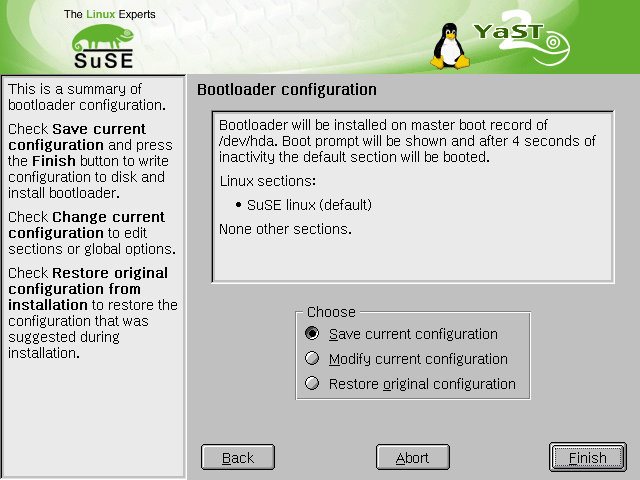 The Linux Experts
SuSE
YaST
2
This is a summary of
bootloader configuration.
Check Save current
configuration and press
the Finish button to write
configuration to disk and
install bootloader.
Check Change current
configuration to edit
sections or global options.
Check Restore original
configuration from
installation to restore the
configuration that was
suggested during
installation.
Bootloader configuration
Bootloader will be installed on master boot record of
/dev/hda. Boot prompt will be shown and after 4 seconds of
inactivity the default section will be booted.
Linux sections:
• SuSE linux (default)
None other sections.
Choose
Save current configuration
Modify current configuration
Restore original configuration
Back
Abort
Finish